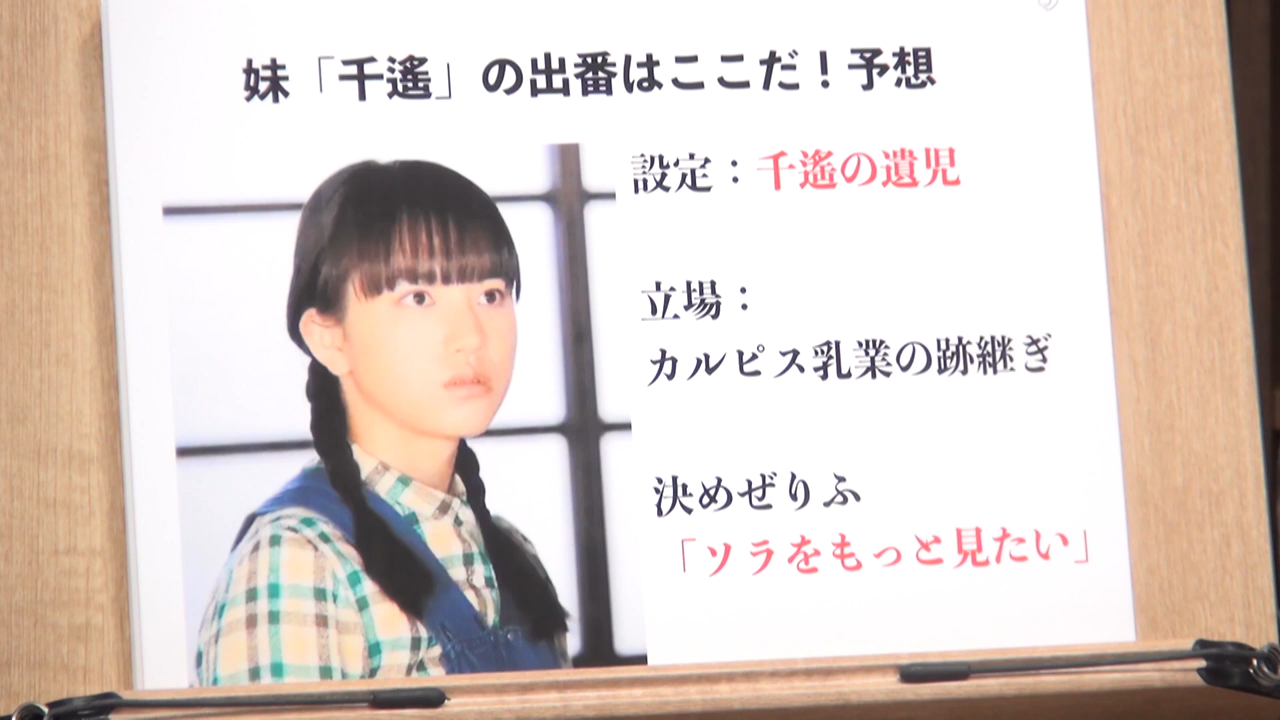 妹「千遙」の出番はここだ！予想
設定：千遙の遺児
立場：
カルピス乳業の跡継ぎ
決めぜりふ
「ソラをもっと見たい」